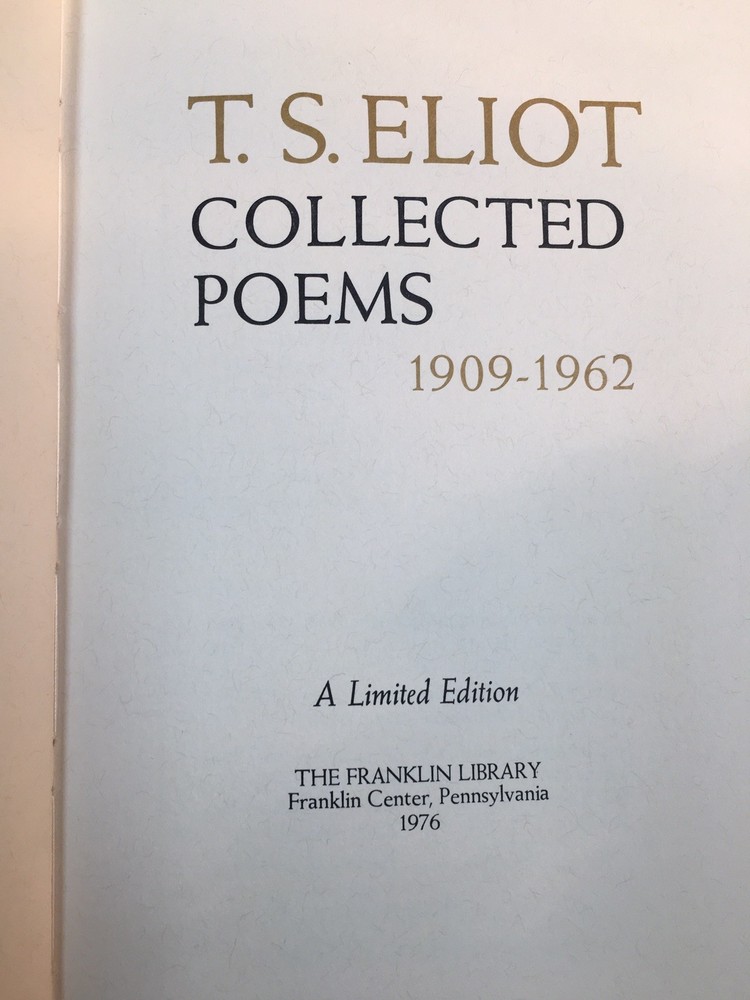 T. S. ELIOT
COLLECTED
POEMS
1909-1962
A Limited Edition
THE FRANKLIN LIBRARY
Franklin Center, Pennsylvania
1976